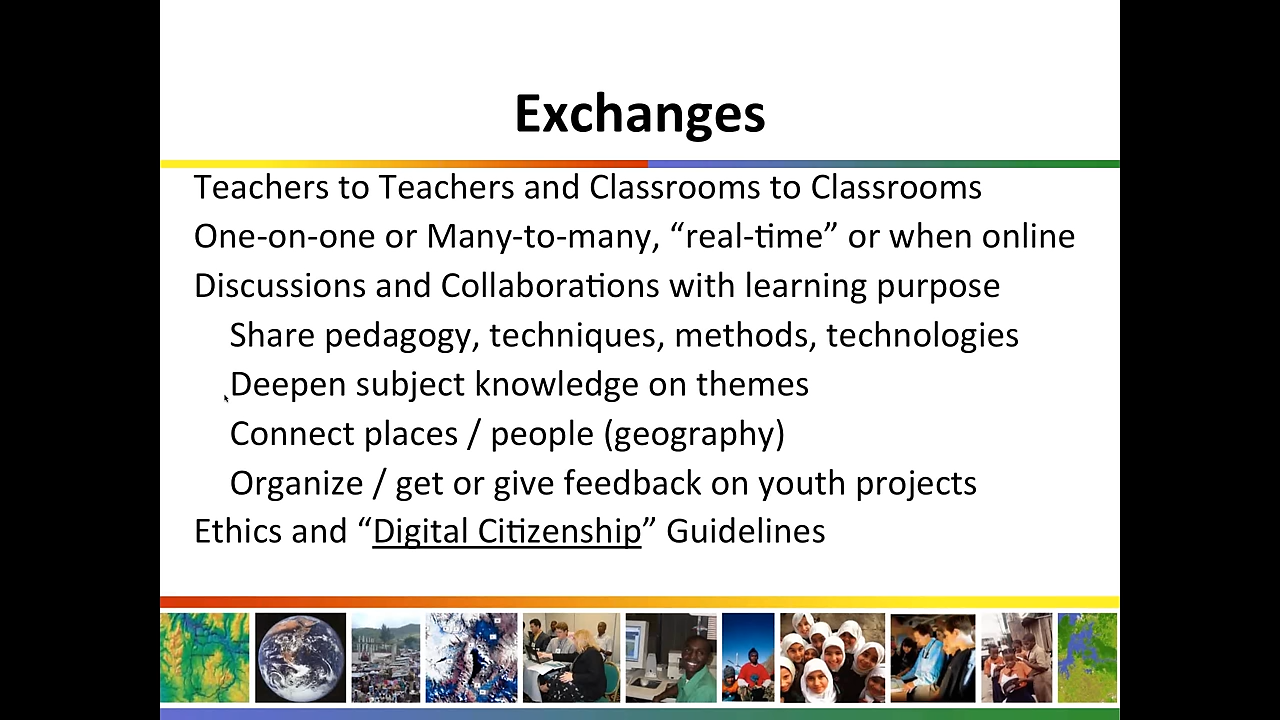 Exchanges
Teachers to Teachers and Classrooms to Classrooms
One-on-one or Many-to-many, “real-time” or when online
Discussions and Collaborations with learning purpose
Share pedagogy, techniques, methods, technologies
Deepen subject knowledge on themes
Connect places / people (geography)
Organize / get or give feedback on youth projects
Ethics and “Digital Citizenship” Guidelines